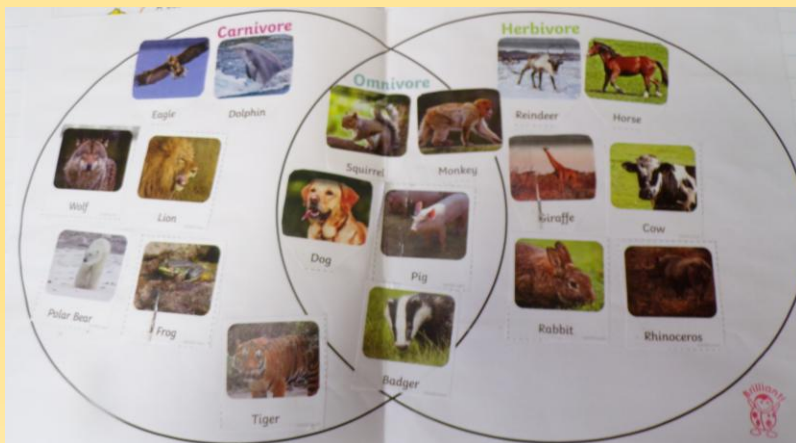 Carnivore
Herbivore
Omnivore
Eagle
Dolphin
Reindeer
Horse
Squirrel
Monkey
Wolf
Lion
Giraffe
Cow
Dog
Pig
Polar Bear
Frog
Rabbit
Rhinoceros
Tiger
Badger
Brilliant!